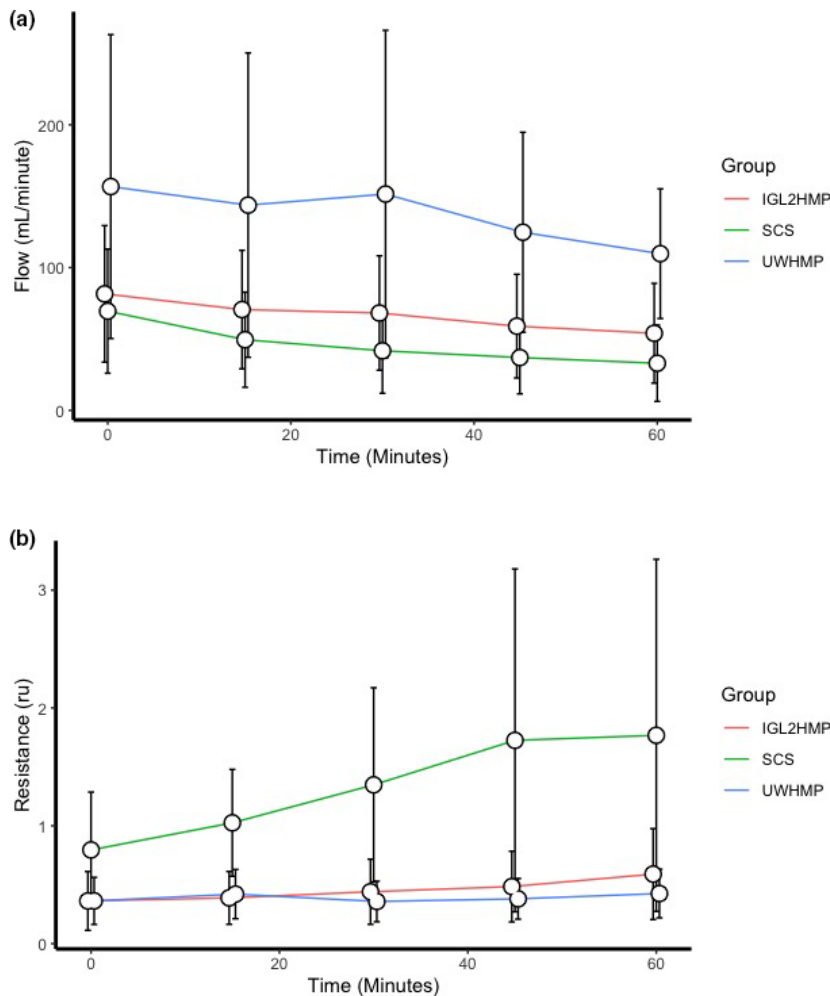 (a)
200
100
0
Flow (mL/minute)
0 20 40 60
Time (Minutes)
Group
IGL2HMP
SCS
UWHMP
(b)
3
2
1
0
Resistance (ru)
0 20 40 60
Time (Minutes)
Group
IGL2HMP
SCS
UWHMP